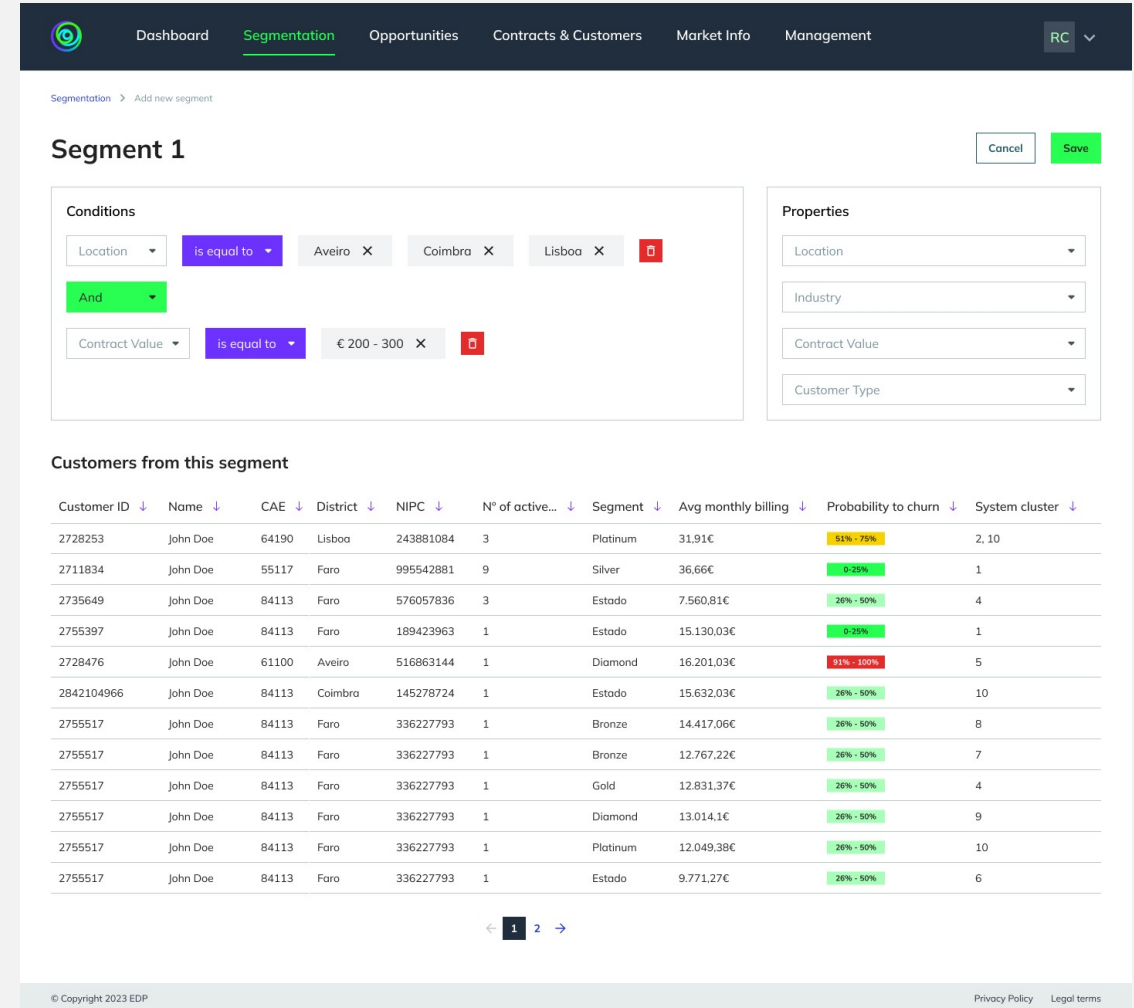 Dashboard Segmentation Opportunities Contracts & Customers Market Info Management RC
Segmentation > Add new segment
Segment 1
Cancel Save
Conditions
Location is equal to Aveiro X Coimbra X Lisboa X
And
Contract Value is equal to € 200 - 300 X
Properties
Location
Industry
Contract Value
Customer Type
Customers from this segment
Customer ID ↓ Name ↓ CAE ↓ District ↓ NIPC ↓ Nº of active... ↓ Segment ↓ Avg monthly billing ↓ Probability to churn ↓ System cluster ↓
2728253 John Doe 64190 Lisboa 243881084 3 Platinum 31,91€ 51% - 75% 2, 10
2711834 John Doe 55117 Faro 995542881 9 Silver 36,66€ 0-25% 1
2735649 John Doe 84113 Faro 576057836 3 Estado 7.560,81€ 26% - 50% 4
2755397 John Doe 84113 Faro 189423963 1 Estado 15.130,03€ 0-25% 1
2728476 John Doe 61100 Aveiro 516863144 1 Diamond 16.201,03€ 91% - 100% 5
2842104966 John Doe 84113 Coimbra 145278724 1 Estado 15.632,03€ 26% - 50% 10
2755517 John Doe 84113 Faro 336227793 1 Bronze 14.417,06€ 26% - 50% 8
2755517 John Doe 84113 Faro 336227793 1 Bronze 12.767,22€ 26% - 50% 7
2755517 John Doe 84113 Faro 336227793 1 Gold 12.831,37€ 26% - 50% 4
2755517 John Doe 84113 Faro 336227793 1 Diamond 13.014,1€ 26% - 50% 9
2755517 John Doe 84113 Faro 336227793 1 Platinum 12.049,38€ 26% - 50% 10
2755517 John Doe 84113 Faro 336227793 1 Estado 9.771,27€ 26% - 50% 6
← 1 2 →
© Copyright 2023 EDP Privacy Policy Legal terms